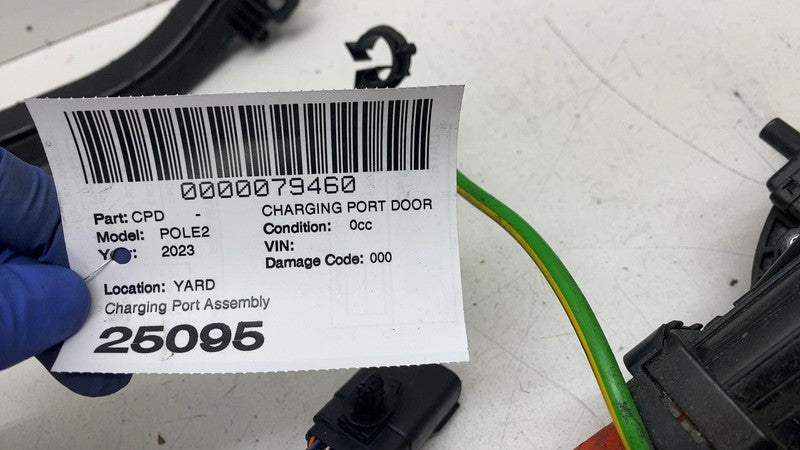 0000079460
Part: CPD - CHARGING PORT DOOR
Model: POLE2 Condition: 0cc
2023 VIN:
Damage Code: 000
Location: YARD
Charging Port Assembly
25095